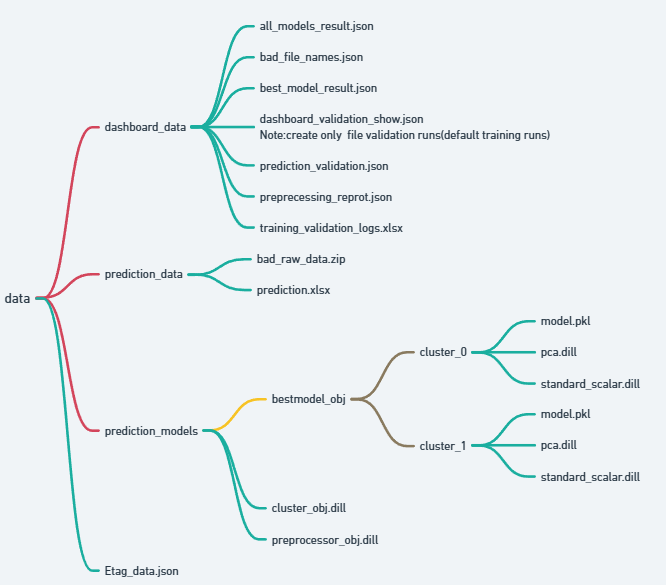 all_models_result.json
bad_file_names.json
best_model_result.json
dashboard_data
dashboard_validation_show.json
Note:create only file validation runs(default training runs)
prediction_validation.json
preprecessing_reprot.json
training_validation_logs.xlsx
bad_raw_data.zip
prediction_data
prediction.xlsx
data
model.pkl
cluster_0
pca.dill
standard_scalar.dill
bestmodel_obj
model.pkl
cluster_1
pca.dill
standard_scalar.dill
prediction_models
cluster_obj.dill
preprocessor_obj.dill
Etag_data.json